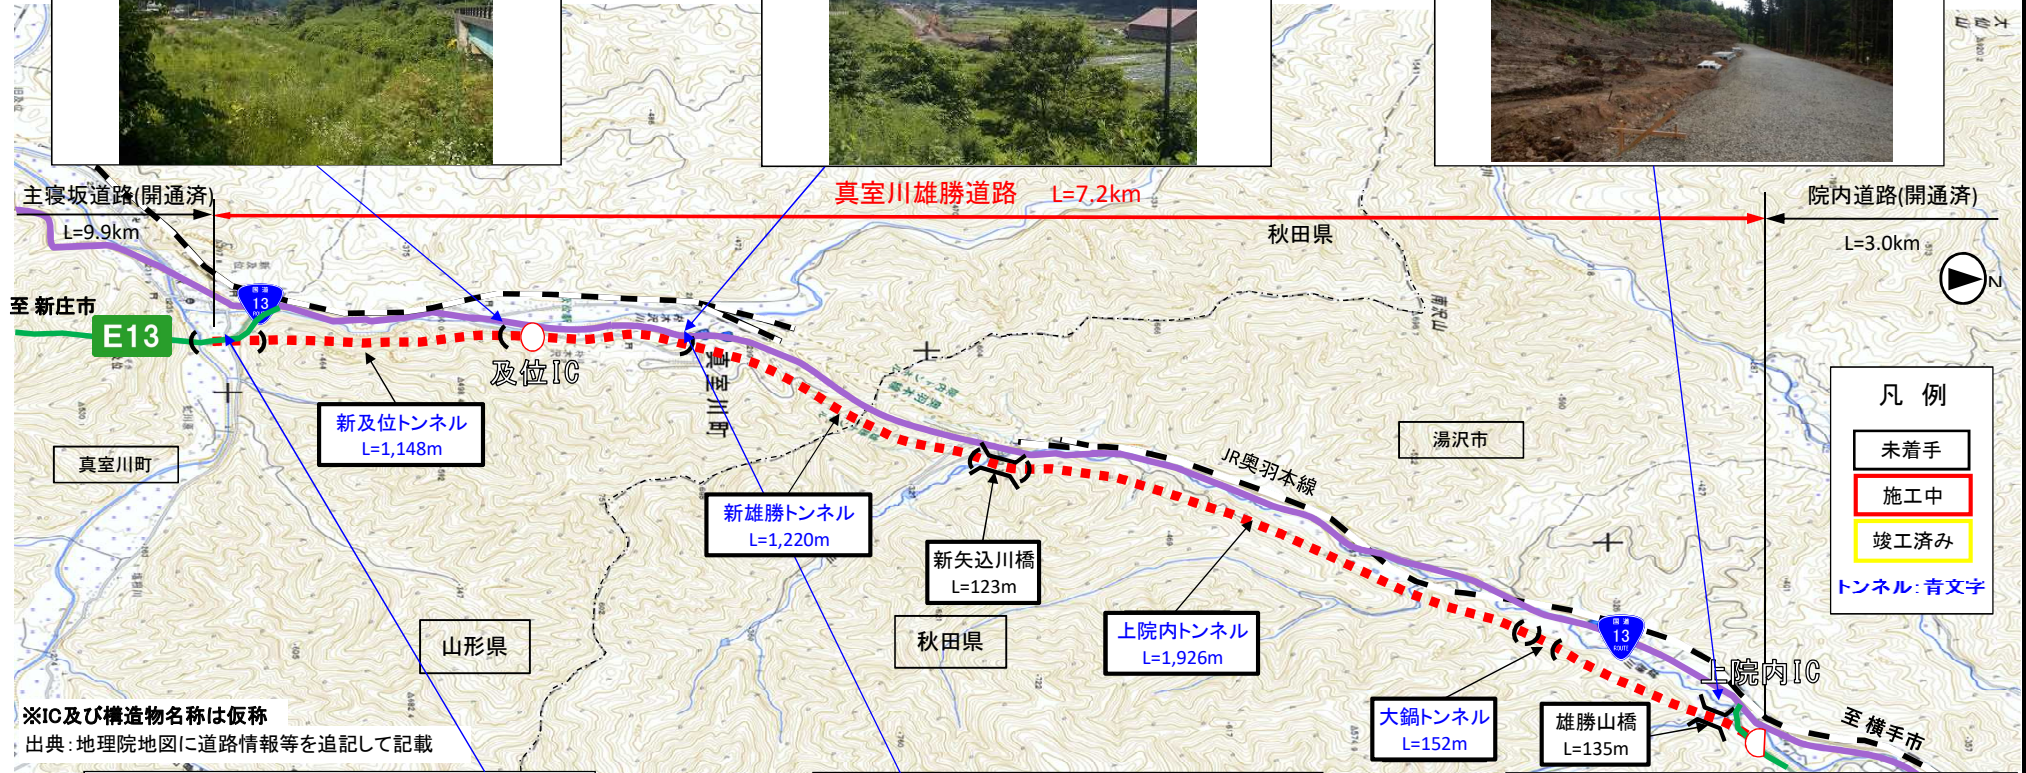 主寝坂道路(開通済)
L=9.9km
真室川雄勝道路 L=7.2km
院内道路(開通済)
L=3.0km
秋田県
N
至 新庄市
E13
国道
13
ROUTE
及位IC
真室川町
新及位トンネル
L=1,148m
真室川町
新雄勝トンネル
L=1,220m
新矢込川橋
L=123m
JR奥羽本線
湯沢市
凡 例
未着手
施工中
竣工済み
トンネル：青文字
山形県
秋田県
上院内トンネル
L=1,926m
国道
13
ROUTE
上院内IC
大鍋トンネル
L=152m
雄勝山橋
L=135m
至 横手市
※IC及び構造物名称は仮称
出典：地理院地図に道路情報等を追記して記載